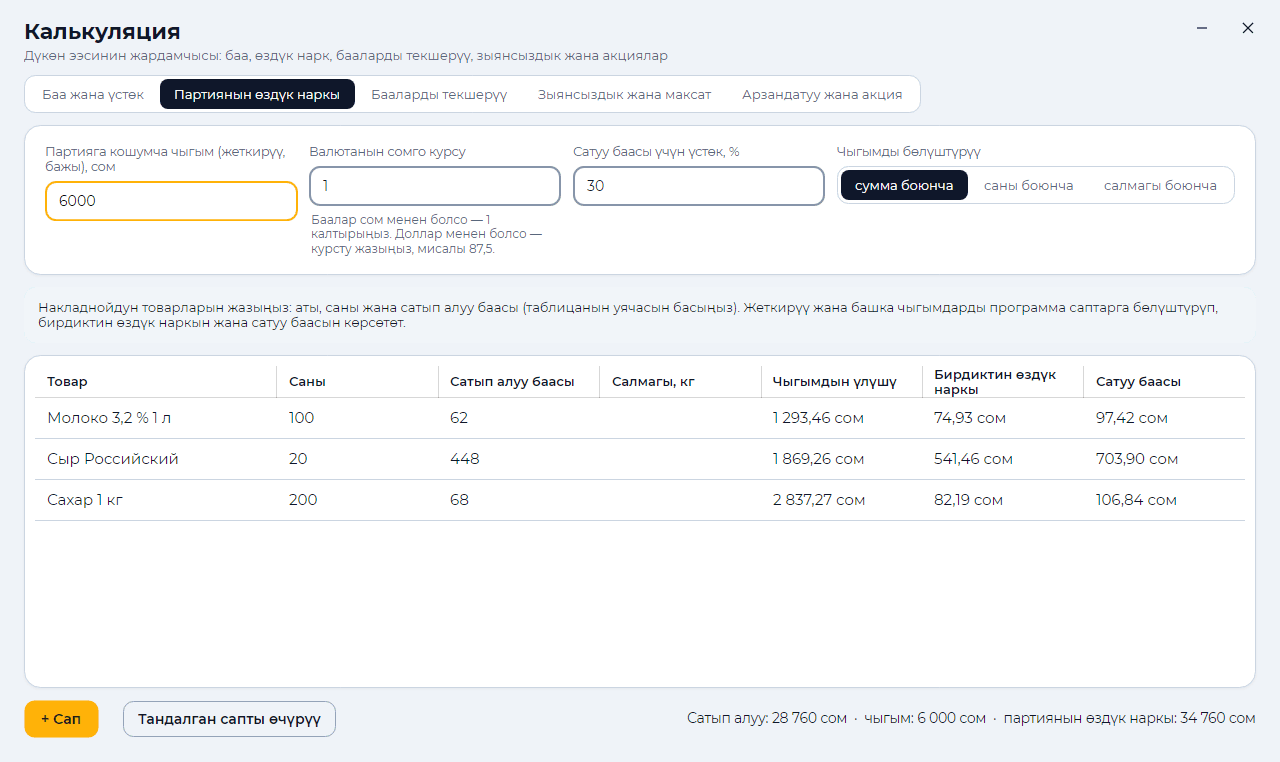 Калькуляция
Дүкөн ээсинин жардамчысы: баа, өздүк нарк, бааларды текшерүү, зыянсыздык жана акциялар
Баа жана үстөк
Партиянын өздүк наркы
Бааларды текшерүү
Зыянсыздык жана максат
Арзандатуу жана акция
Партияга кошумча чыгым (жеткирүү,
бажы), сом
6000
Валютанын сомго курсу
1
Баалар сом менен болсо — 1
калтырыңыз. Доллар менен болсо —
курсту жазыңыз, мисалы 87,5.
Сатуу баасы үчүн үстөк, %
30
Чыгымды бөлүштүрүү
сумма боюнча
саны боюнча
салмагы боюнча
Накладнойдун товарларын жазыңыз: аты, саны жана сатып алуу баасы (таблицанын уячасын басыңыз). Жеткирүү жана башка чыгымдарды программа саптарга бөлүштүрүп,
бирдиктин өздүк наркын жана сатуу баасын көрсөтөт.
Товар Саны Сатып алуу баасы Салмагы, кг Чыгымдын үлүшү Бирдиктин өздүк наркы Сатуу баасы
Молоко 3,2 % 1 л 100 62 1 293,46 сом 74,93 сом 97,42 сом
Сыр Российский 20 448 1 869,26 сом 541,46 сом 703,90 сом
Сахар 1 кг 200 68 2 837,27 сом 82,19 сом 106,84 сом
+ Сап
Тандалган сапты өчүрүү
Сатып алуу: 28 760 сом · чыгым: 6 000 сом · партиянын өздүк наркы: 34 760 сом